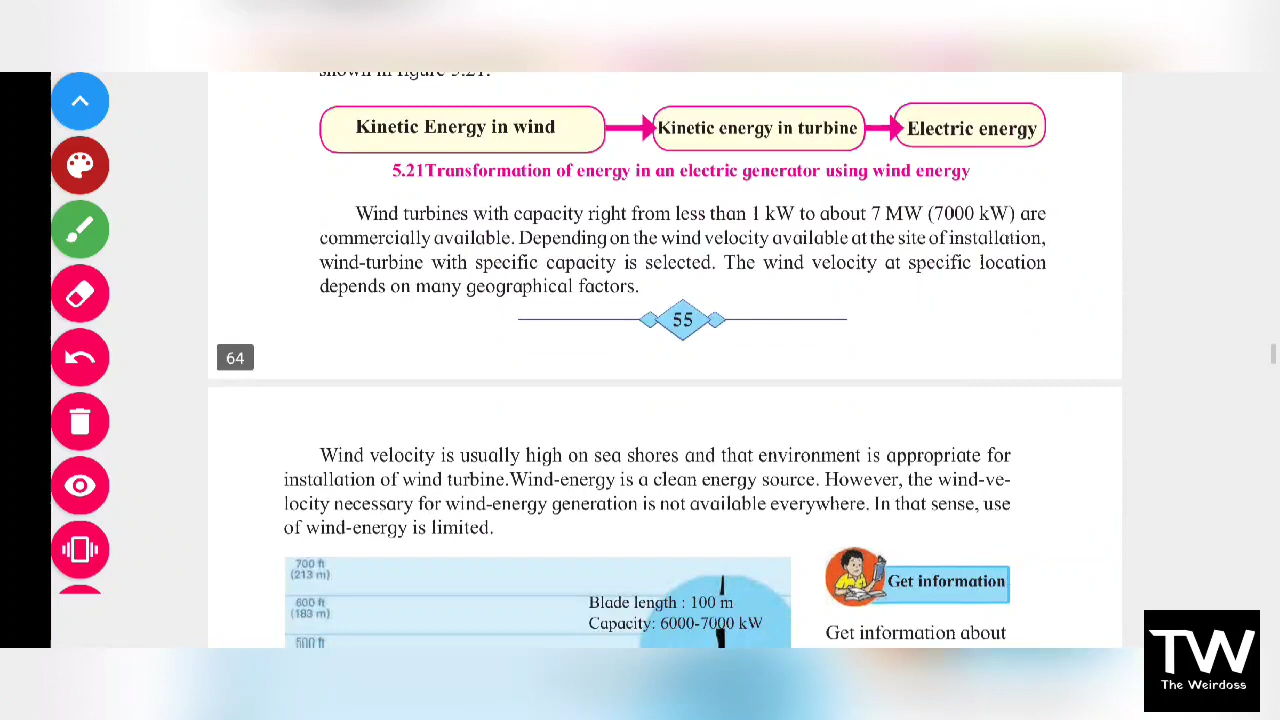 shown in figure 5.21.
Kinetic Energy in wind
Kinetic energy in turbine
Electric energy
5.21Transformation of energy in an electric generator using wind energy
Wind turbines with capacity right from less than 1 kW to about 7 MW (7000 kW) are
commercially available. Depending on the wind velocity available at the site of installation,
wind-turbine with specific capacity is selected. The wind velocity at specific location
depends on many geographical factors.
55
64
Wind velocity is usually high on sea shores and that environment is appropriate for
installation of wind turbine.Wind-energy is a clean energy source. However, the wind-ve-
locity necessary for wind-energy generation is not available everywhere. In that sense, use
of wind-energy is limited.
700 ft
(213 m)
600 ft
(183 m)
500 ft
Blade length : 100 m
Capacity: 6000-7000 kW
Get information
Get information about
TW
The Weirdoss